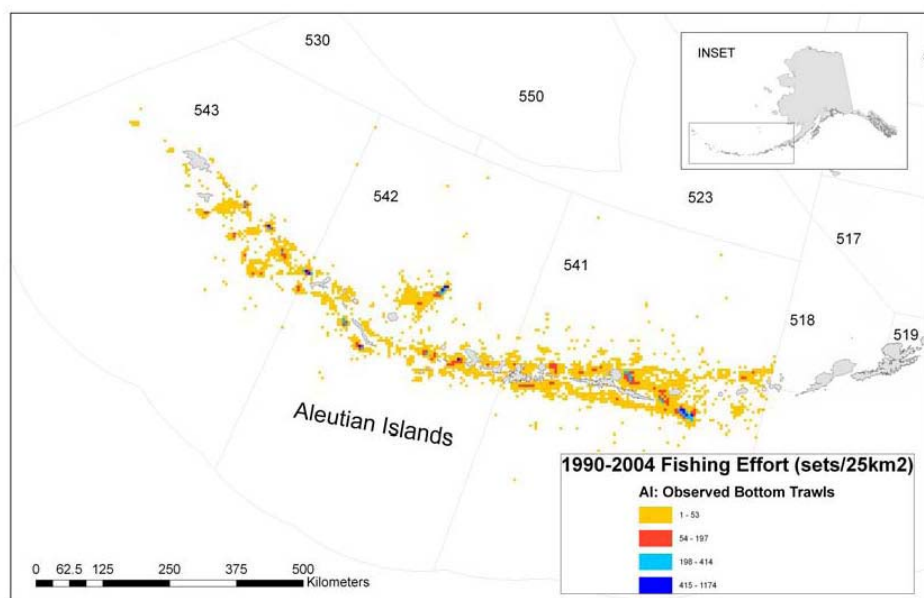 530
INSET
543
550
542
523
517
541
518
519
Aleutian Islands
1990-2004 Fishing Effort (sets/25km2)
AI: Observed Bottom Trawls
1 - 53
54 - 197
198 - 414
415 - 1174
0 62.5 125 250 375 500
Kilometers